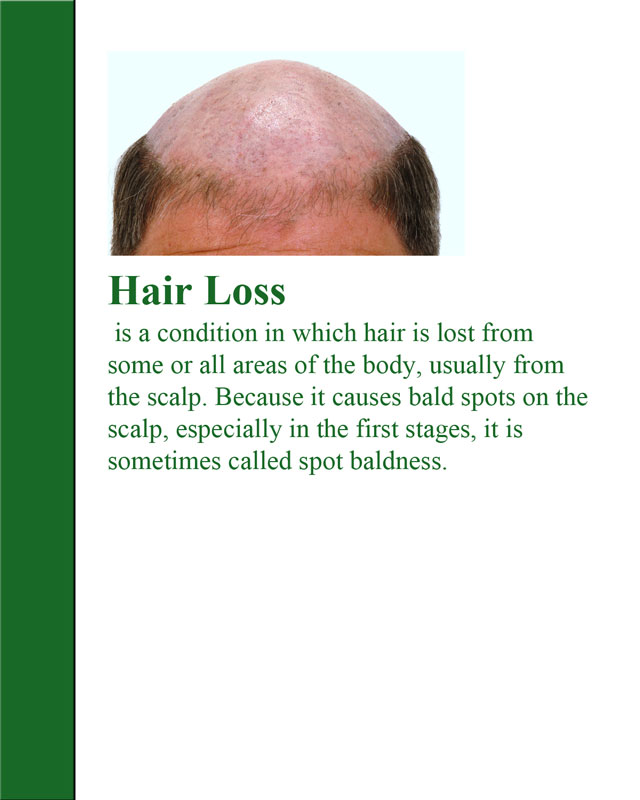 Hair Loss
is a condition in which hair is lost from
some or all areas of the body, usually from
the scalp. Because it causes bald spots on the
scalp, especially in the first stages, it is
sometimes called spot baldness.